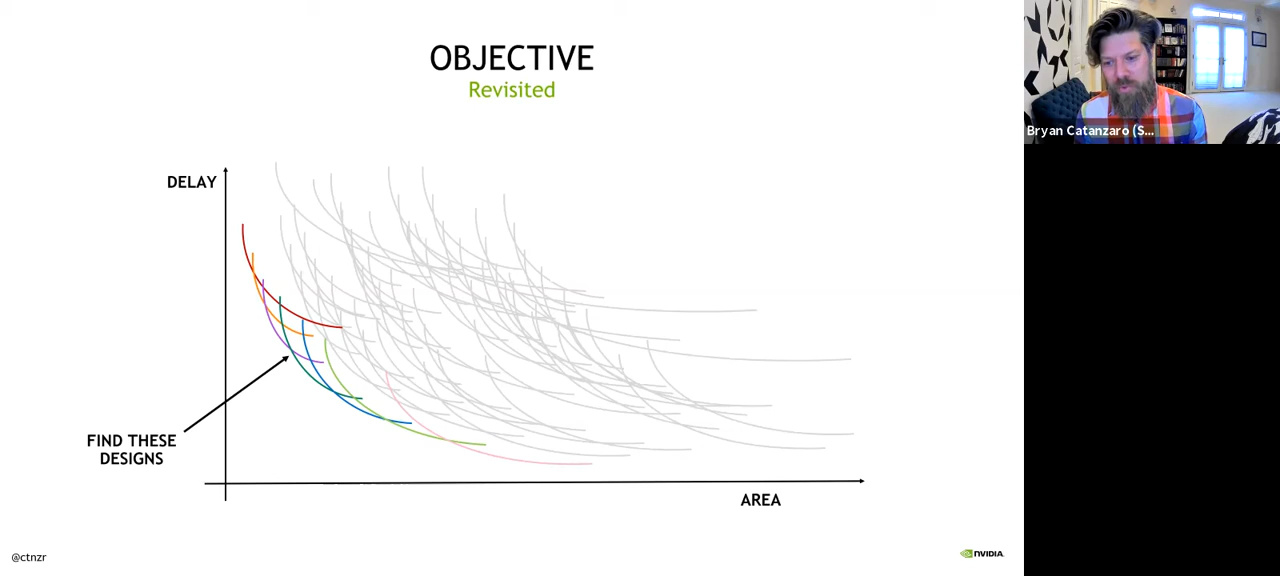 OBJECTIVE
Revisited
DELAY
FIND THESE
DESIGNS
AREA
@ctnzr
NVIDIA.
Bryan Catanzaro (S...